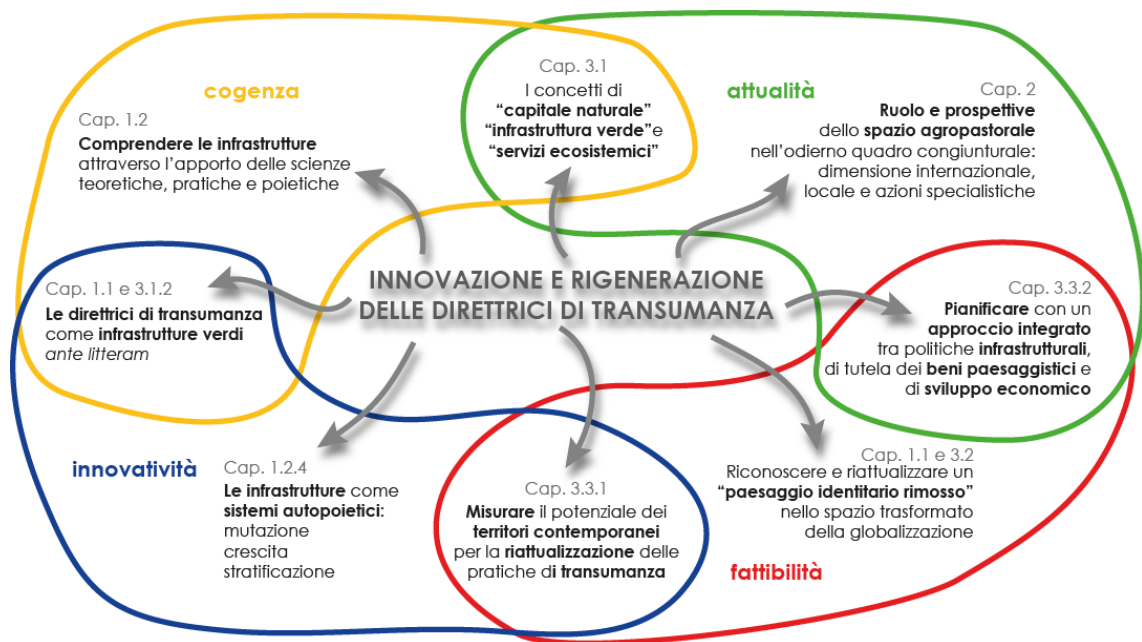 cogenza
Cap. 1.2
Comprendere le infrastrutture
attraverso l'apporto delle scienze
teoretiche, pratiche e poietiche
Cap. 3.1
I concetti di
"capitale naturale"
"infrastruttura verde" e
"servizi ecosistemici"
attualità
Cap. 2
Ruolo e prospettive
dello spazio agropastorale
nell'odierno quadro congiunturale:
dimensione internazionale,
locale e azioni specialistiche
INNOVAZIONE E RIGENERAZIONE
DELLE DIRETTRICI DI TRANSUMANZA
Cap. 1.1 e 3.1.2
Le direttrici di transumanza
come infrastrutture verdi
ante litteram
Cap. 3.3.2
Pianificare con un
approccio integrato
tra politiche infrastrutturali,
di tutela dei beni paesaggistici e
di sviluppo economico
innovatività
Cap. 1.2.4
Le infrastrutture come
sistemi autopoietici:
mutazione
crescita
stratificazione
Cap. 3.3.1
Misurare il potenziale dei
territori contemporanei
per la riattualizzazione delle
pratiche di transumanza
Cap. 1.1 e 3.2
Riconoscere e riattualizzare un
"paesaggio identitario rimosso"
nello spazio trasformato
della globalizzazione
fattibilità